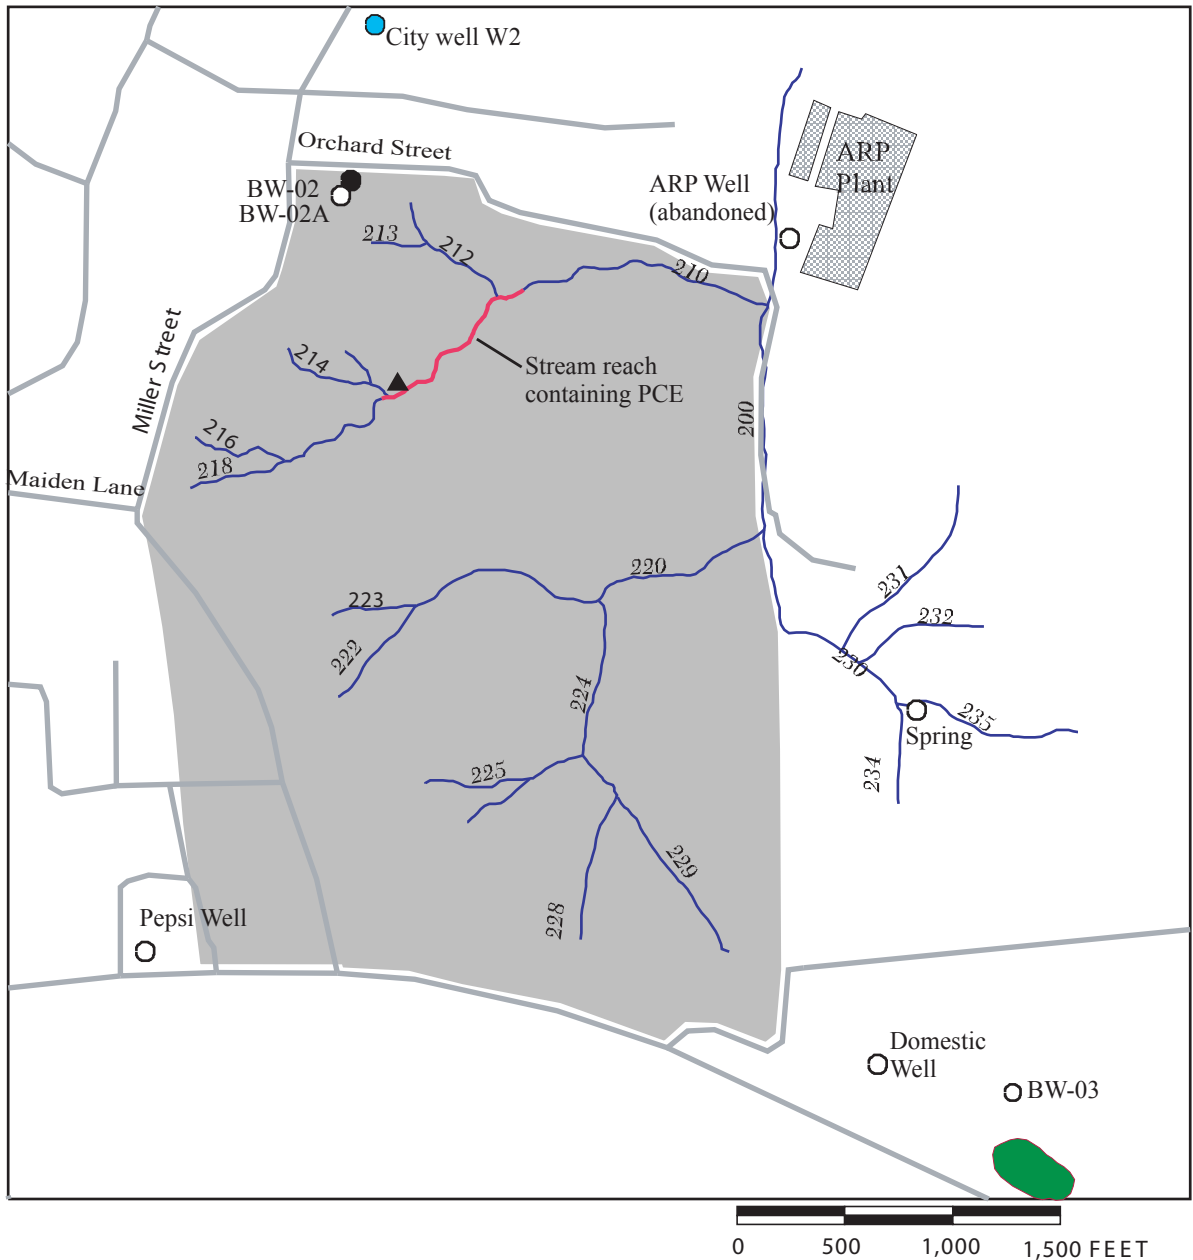 City well W2
Orchard Street
ARP
Plant
ARP Well
(abandoned)
BW-02
BW-02A
213
212
210
Miller Street
214
Stream reach
containing PCE
200
216
218
Maiden Lane
220
223
222
231
232
230
224
235
Spring
234
225
229
228
Pepsi Well
Domestic
Well
BW-03
0 500 1,000 1,500 FEET